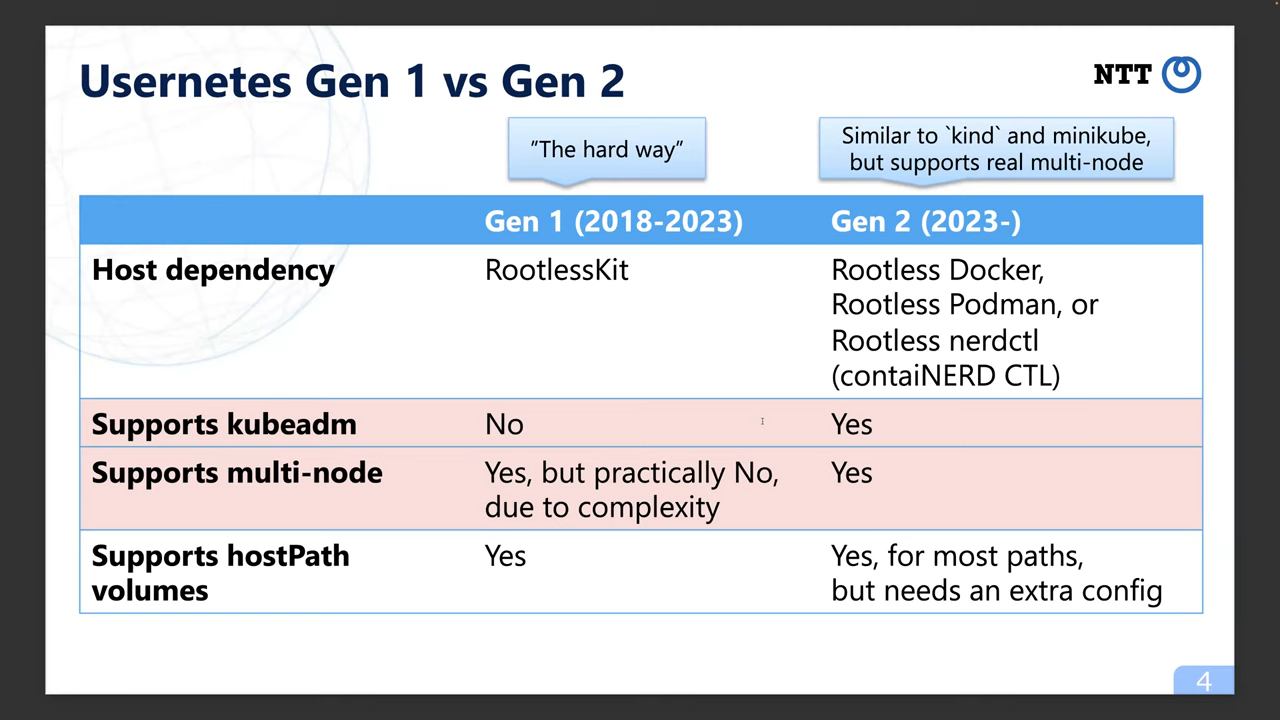 Usernetes Gen 1 vs Gen 2
NTT
"The hard way"
Similar to `kind` and minikube,
but supports real multi-node
Gen 1 (2018-2023)
Gen 2 (2023-)
Host dependency
RootlessKit
Rootless Docker,
Rootless Podman, or
Rootless nerdctl
(contaiNERD CTL)
Supports kubeadm
No
Yes
Supports multi-node
Yes, but practically No,
due to complexity
Yes
Supports hostPath
volumes
Yes
Yes, for most paths,
but needs an extra config
4